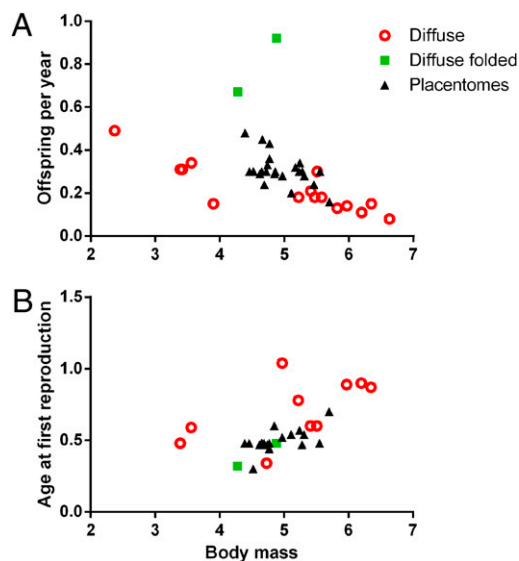 A
Offspring per year
1.0
0.8
0.6
0.4
0.2
0.0
2 3 4 5 6 7
Diffuse
Diffuse folded
Placentomes
B
Age at first reproduction
1.5
1.0
0.5
0.0
2 3 4 5 6 7
Body mass